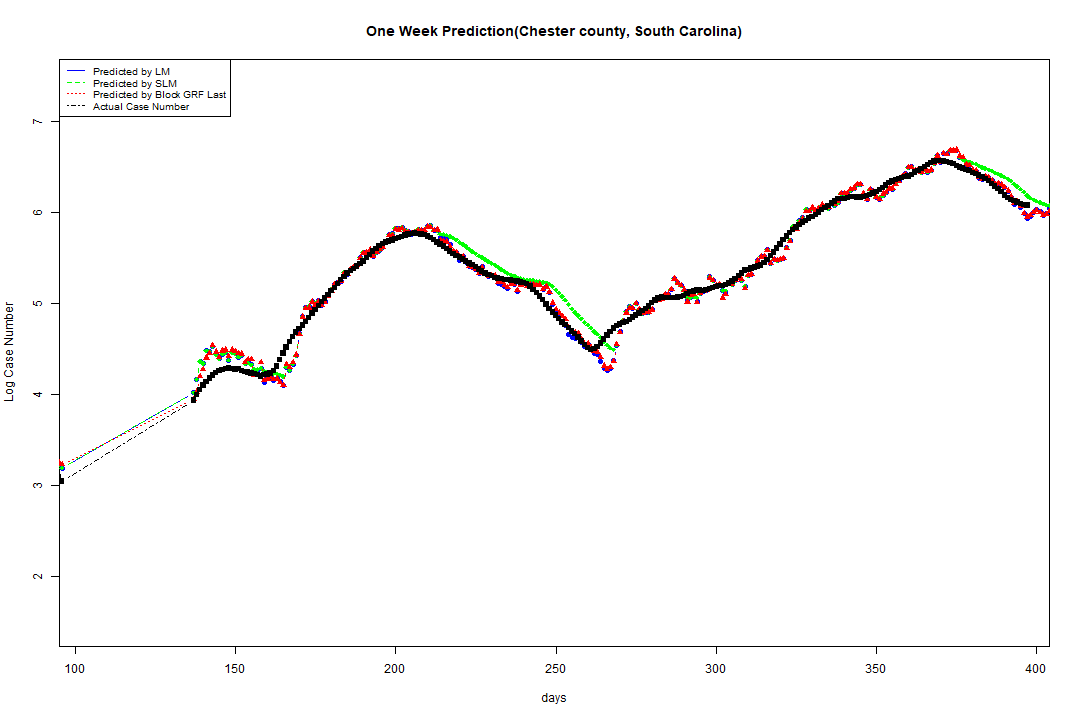 One Week Prediction(Chester county, South Carolina)
Predicted by LM
Predicted by SLM
Predicted by Block GRF Last
Actual Case Number
Log Case Number
7
6
5
4
3
2
100 150 200 250 300 350 400
days